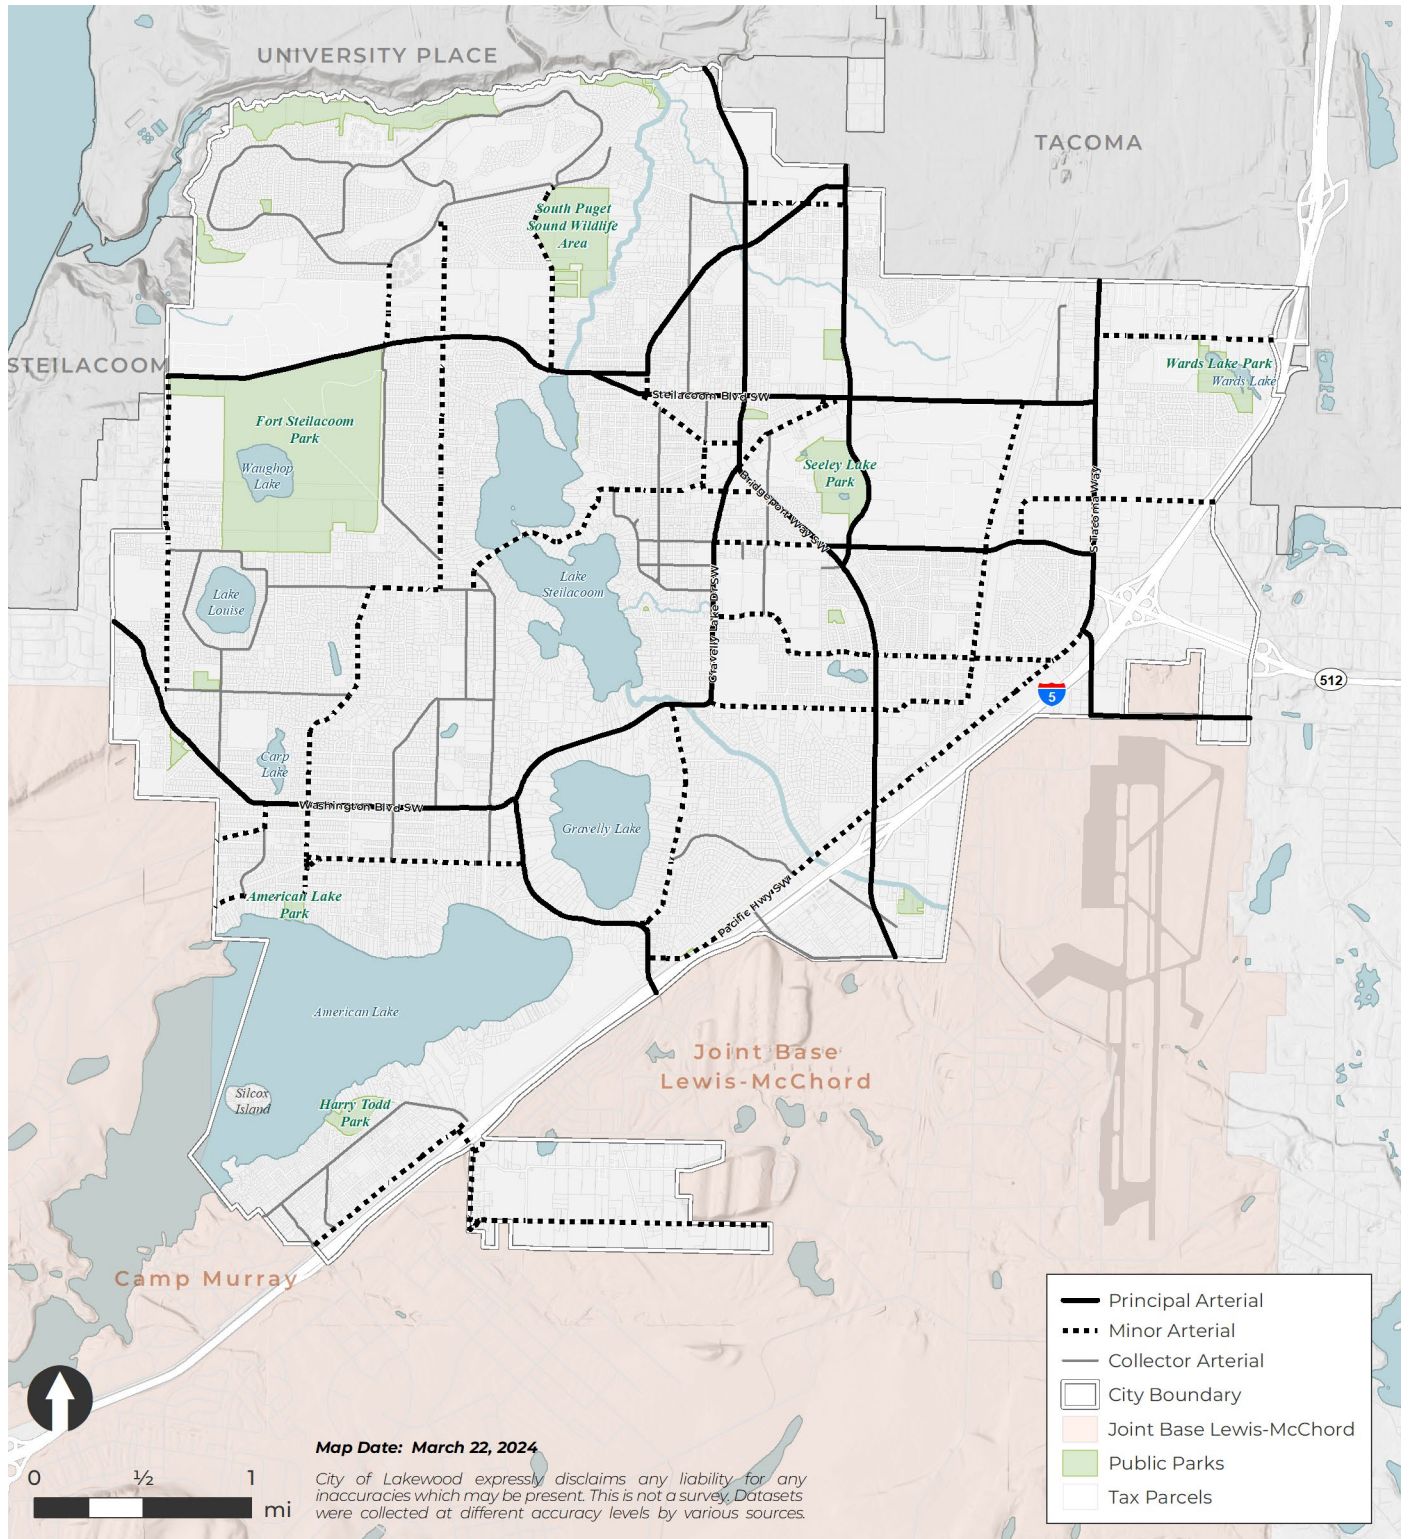 UNIVERSITY PLACE
TACOMA
South Puget
Sound Wildlife
Area
STEILACOOM
Wards Lake Park
Wards Lake
Steilacoom Blvd SW
Fort Steilacoom
Park
Waughop
Lake
Seeley Lake
Park
Bridgeport Way SW
S Tacoma Way
Lake
Steilacoom
Lake
Louise
Gravelly Lake Dr SW
512
5
Carp
Lake
Washington Blvd SW
Gravelly Lake
American Lake
Park
Pacific Hwy SW
American Lake
Joint Base
Lewis-McChord
Silcox
Island
Harry Todd
Park
Camp Murray
Principal Arterial
Minor Arterial
Collector Arterial
City Boundary
Joint Base Lewis-McChord
Public Parks
Tax Parcels
0 ½ 1
mi
Map Date: March 22, 2024
City of Lakewood expressly disclaims any liability for any
inaccuracies which may be present. This is not a survey. Datasets
were collected at different accuracy levels by various sources.